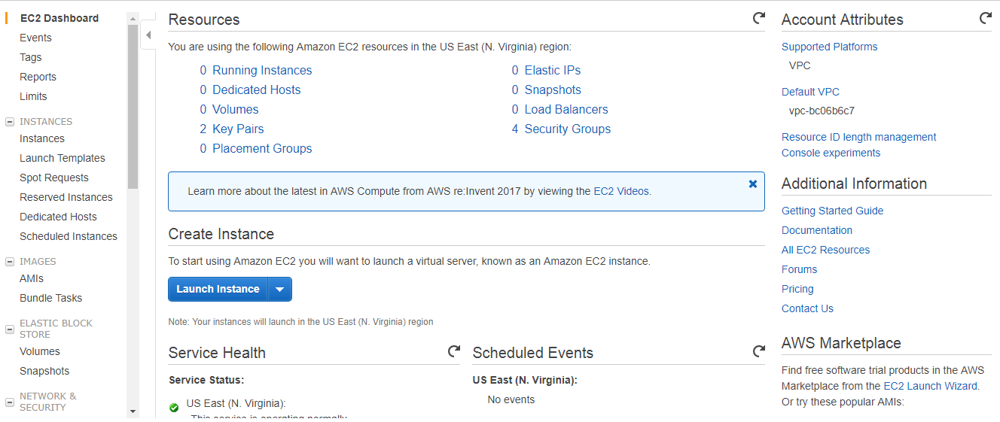 EC2 Dashboard
Events
Tags
Reports
Limits
INSTANCES
Instances
Launch Templates
Spot Requests
Reserved Instances
Dedicated Hosts
Scheduled Instances
IMAGES
AMIs
Bundle Tasks
ELASTIC BLOCK
STORE
Volumes
Snapshots
NETWORK &
SECURITY
Resources
You are using the following Amazon EC2 resources in the US East (N. Virginia) region:
0 Running Instances
0 Dedicated Hosts
0 Volumes
2 Key Pairs
0 Placement Groups
0 Elastic IPs
0 Snapshots
0 Load Balancers
4 Security Groups
Learn more about the latest in AWS Compute from AWS re:Invent 2017 by viewing the EC2 Videos.
Create Instance
To start using Amazon EC2 you will want to launch a virtual server, known as an Amazon EC2 instance.
Launch Instance
Note: Your instances will launch in the US East (N. Virginia) region
Service Health
Service Status:
US East (N. Virginia):
This service is operating normally
Scheduled Events
US East (N. Virginia):
No events
Account Attributes
Supported Platforms
VPC
Default VPC
vpc-bc06b6c7
Resource ID length management
Console experiments
Additional Information
Getting Started Guide
Documentation
All EC2 Resources
Forums
Pricing
Contact Us
AWS Marketplace
Find free software trial products in the AWS
Marketplace from the EC2 Launch Wizard.
Or try these popular AMIs: